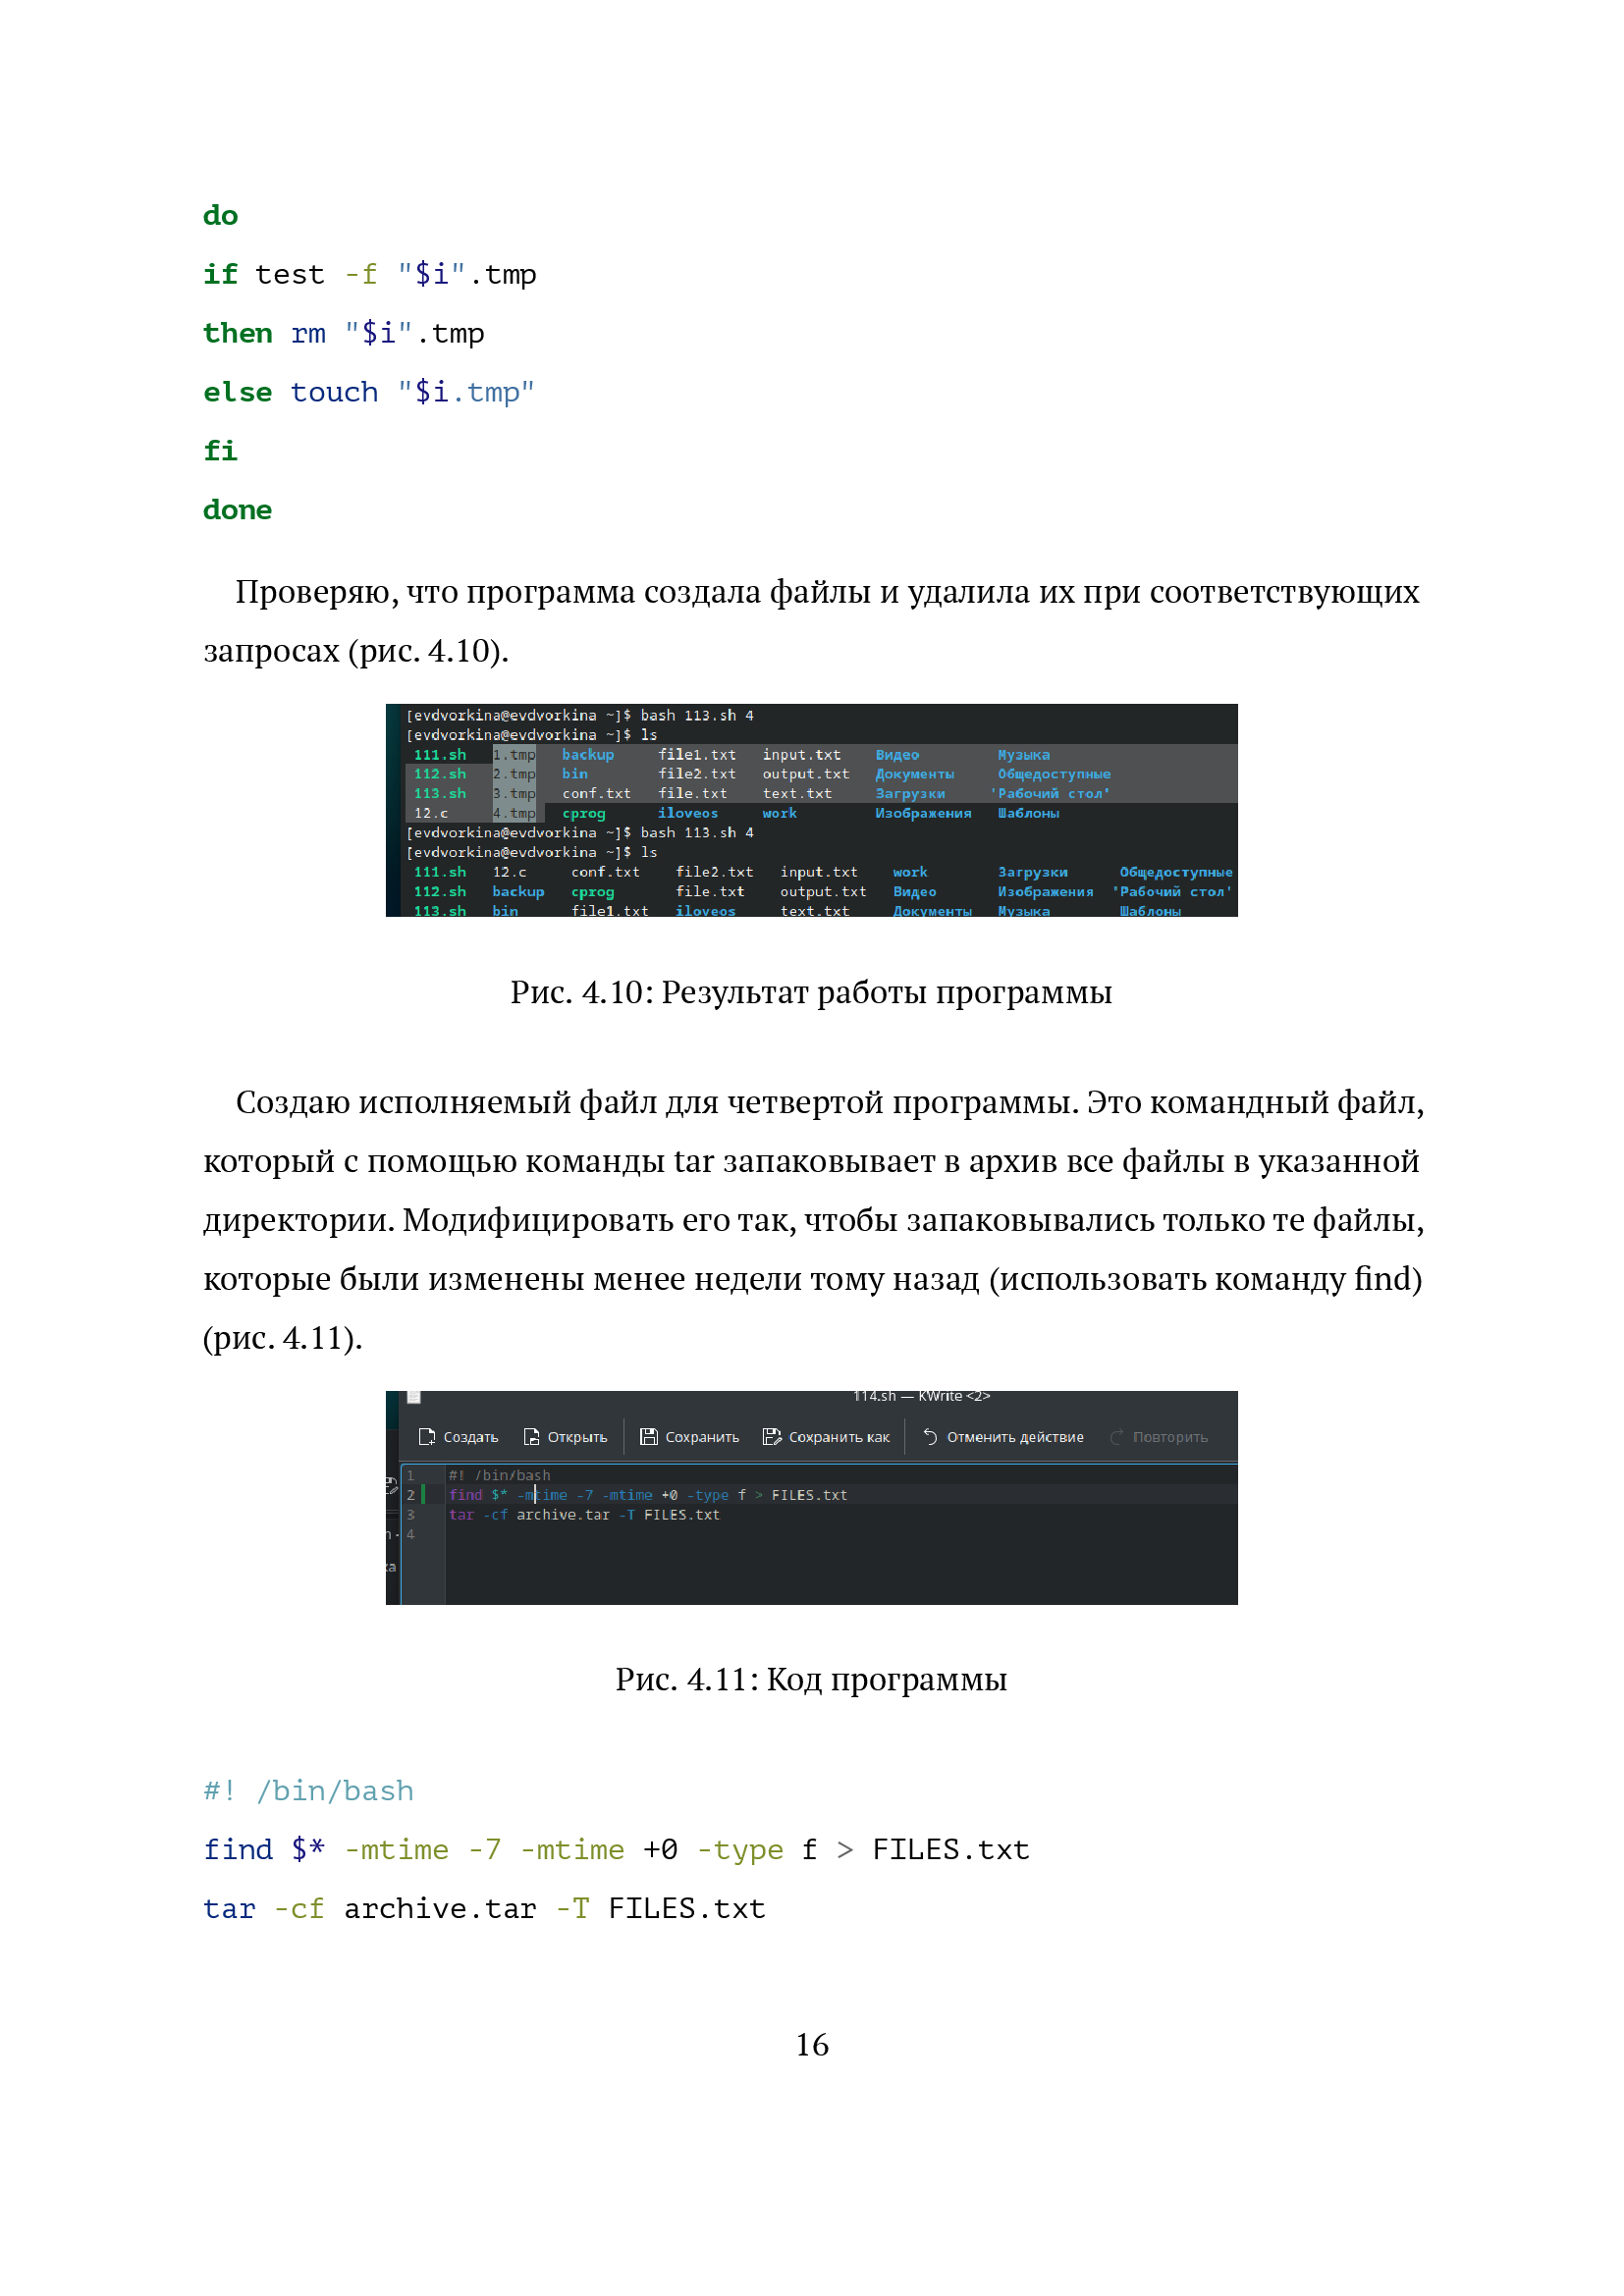 do
if test -f "$i".tmp
then rm "$i".tmp
else touch "$i.tmp"
fi
done
Проверяю, что программа создала файлы и удалила их при соответствующих
запросах (рис. 4.10).
[evdvorkina@evdvorkina ~]$ bash 113.sh 4
[evdvorkina@evdvorkina ~]$ ls
111.sh 1.tmp backup file1.txt input.txt Видео Музыка
112.sh 2.tmp bin file2.txt output.txt Документы Общедоступные
113.sh 3.tmp conf.txt file.txt text.txt Загрузки 'Рабочий стол'
12.c 4.tmp cprog iloveos work Изображения Шаблоны
[evdvorkina@evdvorkina ~]$ bash 113.sh 4
[evdvorkina@evdvorkina ~]$ ls
111.sh 12.c conf.txt file2.txt input.txt work Загрузки Общедоступные
112.sh backup cprog file.txt output.txt Видео Изображения 'Рабочий стол'
113.sh bin file1.txt iloveos text.txt Документы Музыка Шаблоны
Рис. 4.10: Результат работы программы
Создаю исполняемый файл для четвертой программы. Это командный файл,
который с помощью команды tar запаковывает в архив все файлы в указанной
директории. Модифицировать его так, чтобы запаковывались только те файлы,
которые были изменены менее недели тому назад (использовать команду find)
(рис. 4.11).
114.sh — KWrite <2>
Создать Открыть Сохранить Сохранить как Отменить действие Повторить
1 #! /bin/bash
2 find $* -mtime -7 -mtime +0 -type f > FILES.txt
3 tar -cf archive.tar -T FILES.txt
4
Рис. 4.11: Код программы
#! /bin/bash
find $* -mtime -7 -mtime +0 -type f > FILES.txt
tar -cf archive.tar -T FILES.txt
16